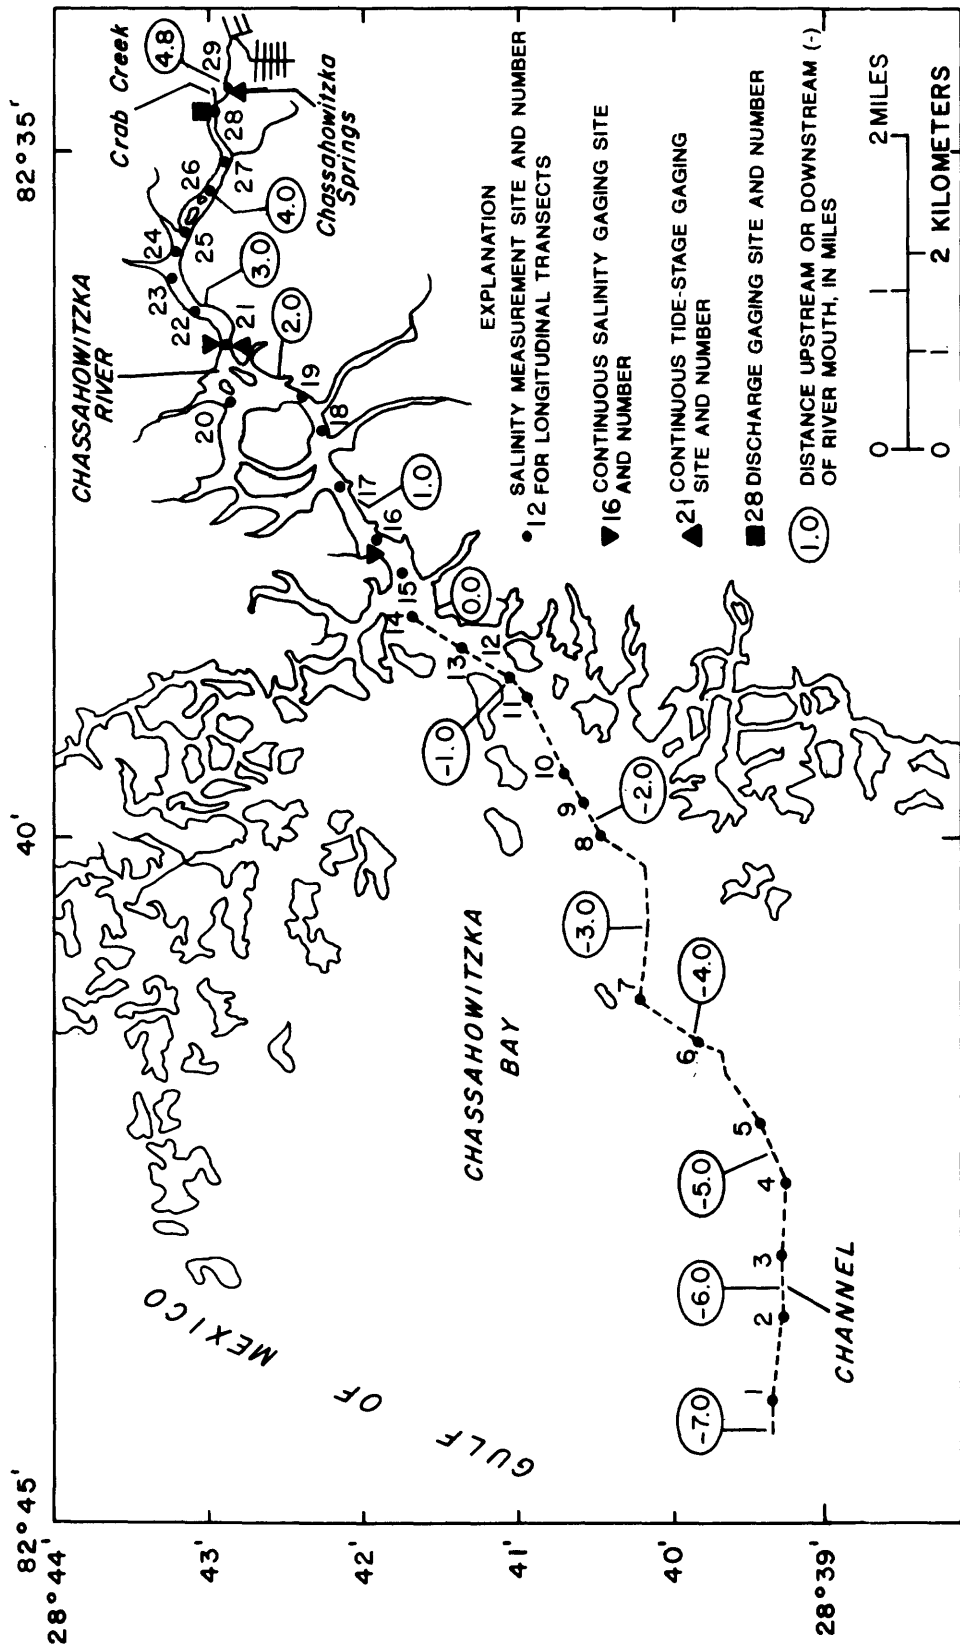 82°45'
40'
82°35'
28°44'
43'
42'
41'
40'
28°39'
GULF OF MEXICO
CHASSAHOWITZKA
BAY
CHANNEL
CHASSAHOWITZKA
RIVER
Crab Creek
Chassahowitzka
Springs
1
2
3
4
5
6
7
8
9
10
11
12
13
14
15
16
17
18
19
20
21
22
23
24
25
26
27
28
29
-7.0
-6.0
-5.0
-4.0
-3.0
-2.0
-1.0
0.0
1.0
2.0
3.0
4.0
4.8
EXPLANATION
12 SALINITY MEASUREMENT SITE AND NUMBER
FOR LONGITUDINAL TRANSECTS
16 CONTINUOUS SALINITY GAGING SITE
AND NUMBER
21 CONTINUOUS TIDE-STAGE GAGING
SITE AND NUMBER
28 DISCHARGE GAGING SITE AND NUMBER
1.0 DISTANCE UPSTREAM OR DOWNSTREAM (-)
OF RIVER MOUTH, IN MILES
0 1 2 MILES
0 1 2 KILOMETERS